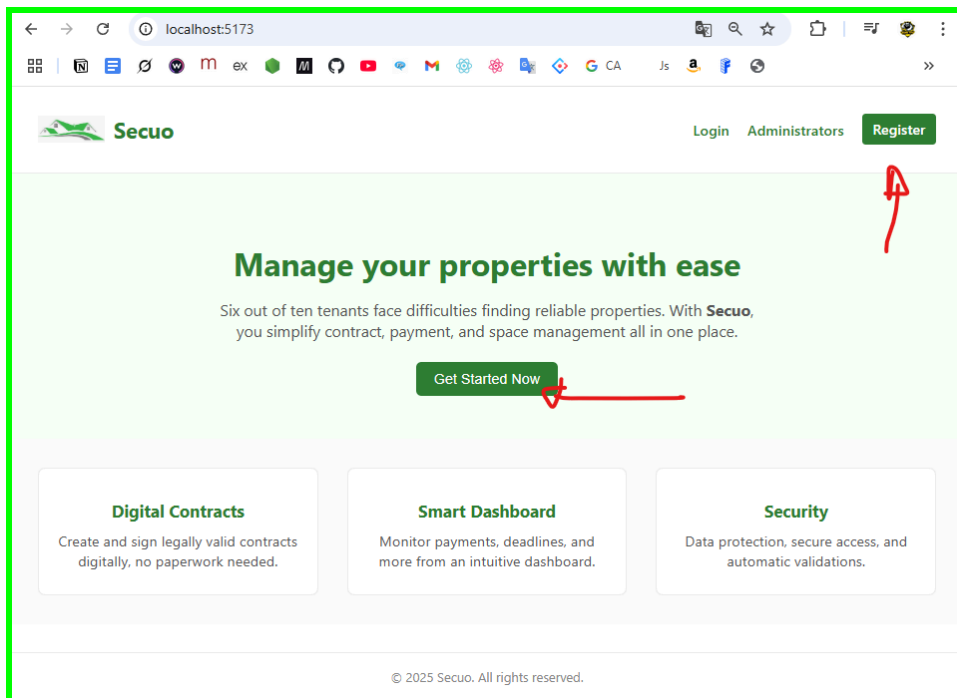 localhost:5173
ex
G CA
Js
Secuo
Login
Administrators
Register
Manage your properties with ease
Six out of ten tenants face difficulties finding reliable properties. With Secuo,
you simplify contract, payment, and space management all in one place.
Get Started Now
Digital Contracts
Create and sign legally valid contracts
digitally, no paperwork needed.
Smart Dashboard
Monitor payments, deadlines, and
more from an intuitive dashboard.
Security
Data protection, secure access, and
automatic validations.
© 2025 Secuo. All rights reserved.